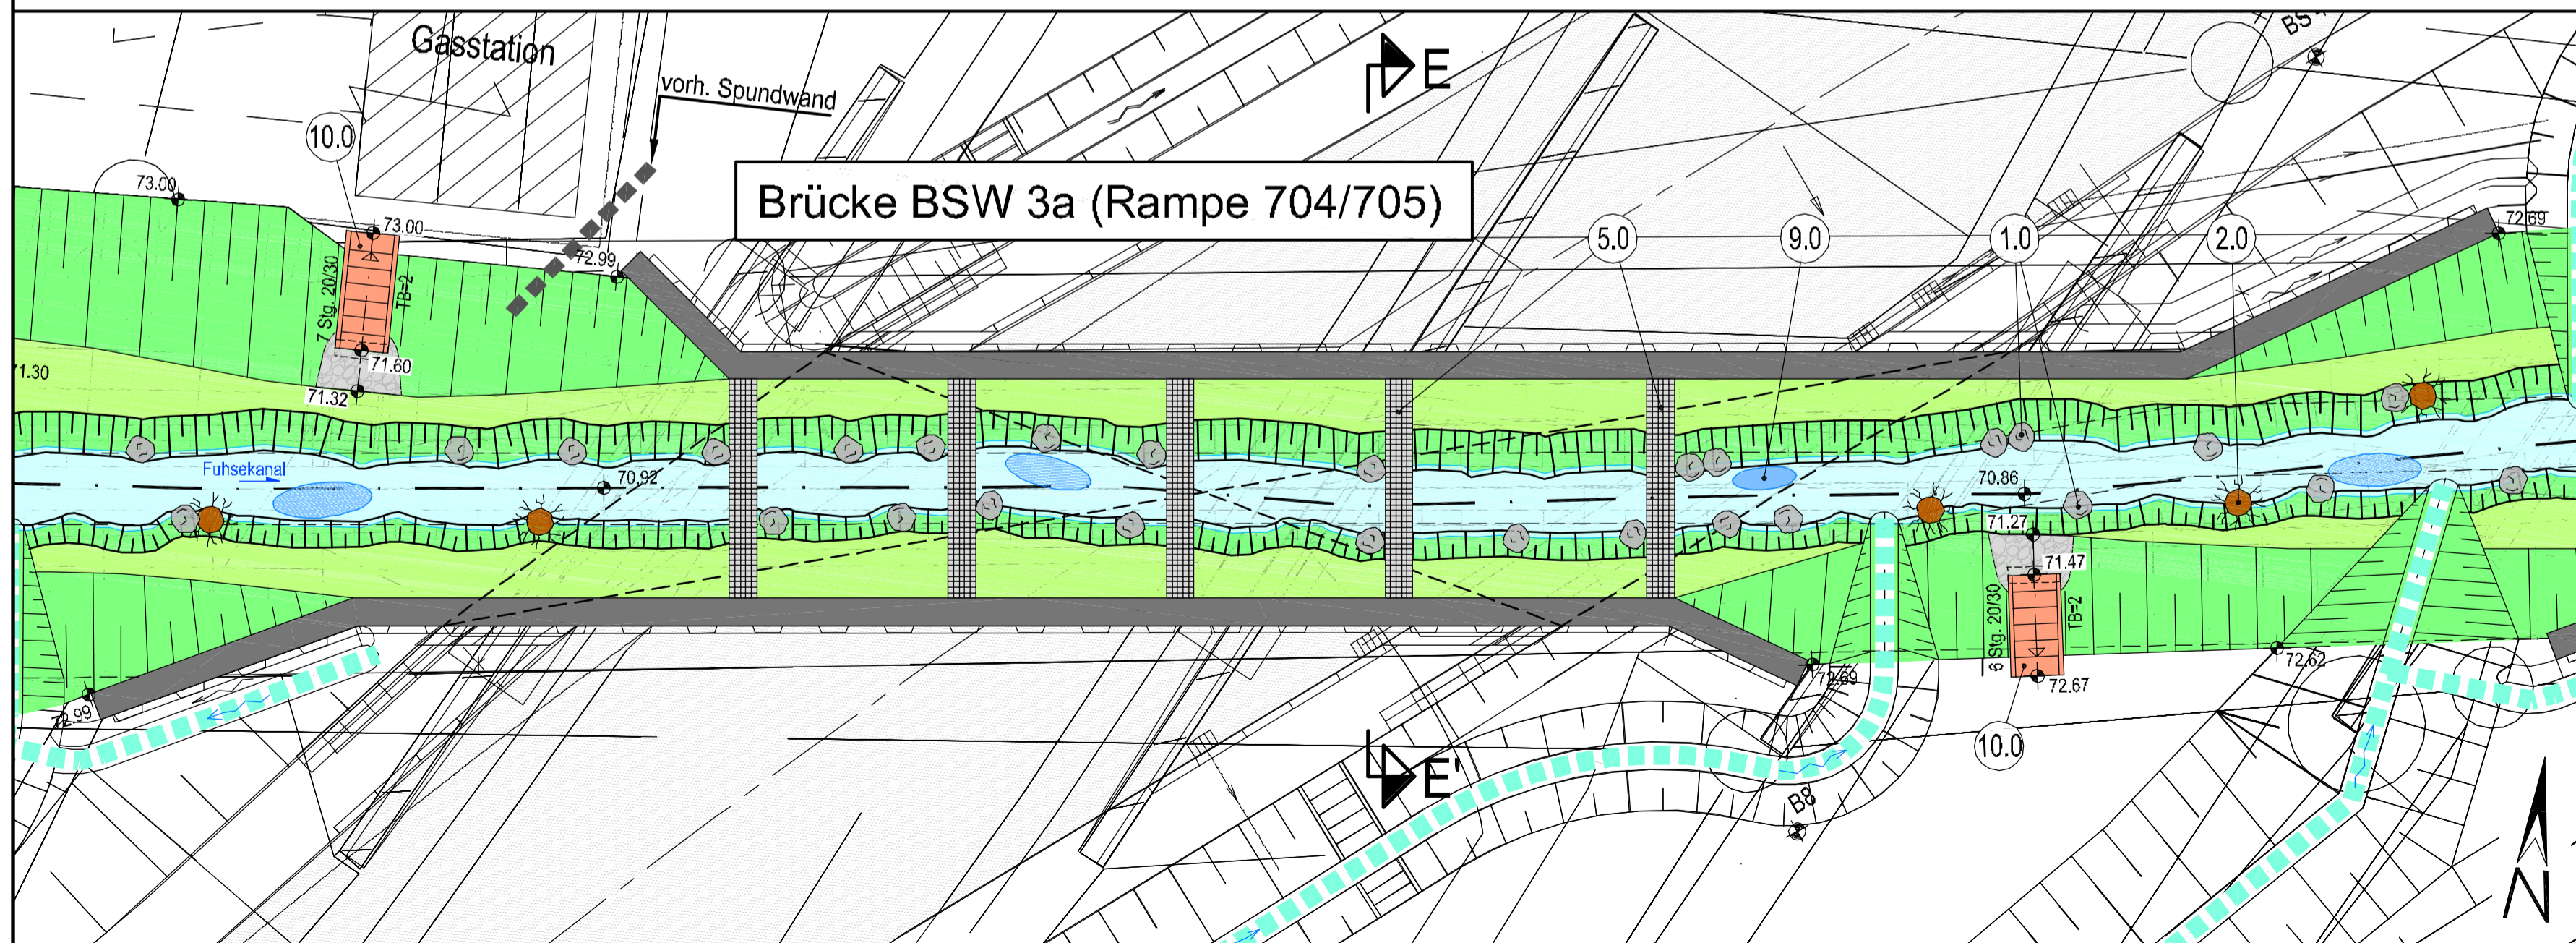 Gasstation
vorh. Spundwand
E
10.0
73.00
73.00
Brücke BSW 3a (Rampe 704/705)
5.0
9.0
1.0
2.0
72.69
72.99
7 Stg. 20/30
TB=2
71.60
71.32
Fuhsekanal
70.92
70.86
71.27
71.47
6 Stg. 20/30
TB=2
72.62
72.69
72.67
72.99
10.0
E'
B8
N